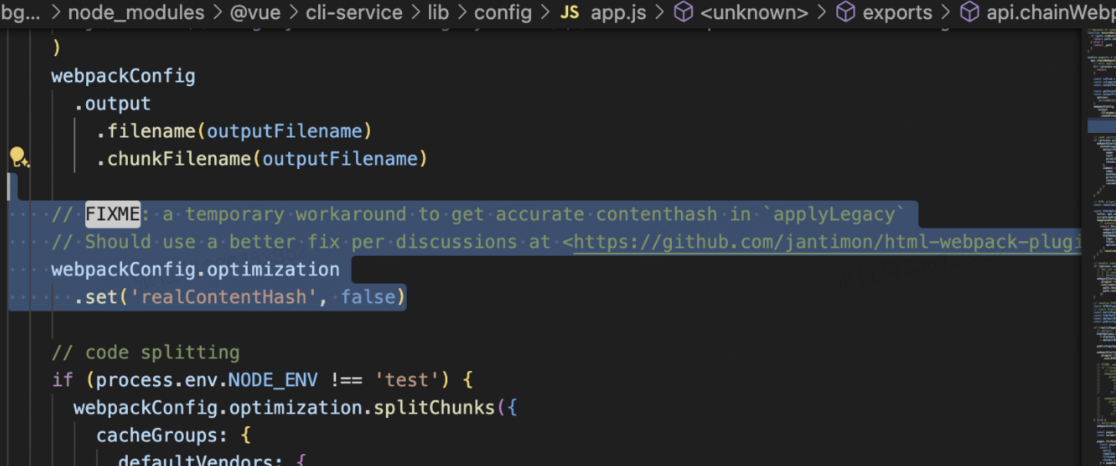 bg... > node_modules > @vue > cli-service > lib > config > JS app.js > <unknown> > exports > api.chainWebp
)
webpackConfig
.output
.filename(outputFilename)
.chunkFilename(outputFilename)
// FIXME: a temporary workaround to get accurate contenthash in `applyLegacy`
// Should use a better fix per discussions at <https://github.com/jantimon/html-webpack-plugi
webpackConfig.optimization
.set('realContentHash', false)
// code splitting
if (process.env.NODE_ENV !== 'test') {
webpackConfig.optimization.splitChunks({
cacheGroups: {
defaultVendors: {